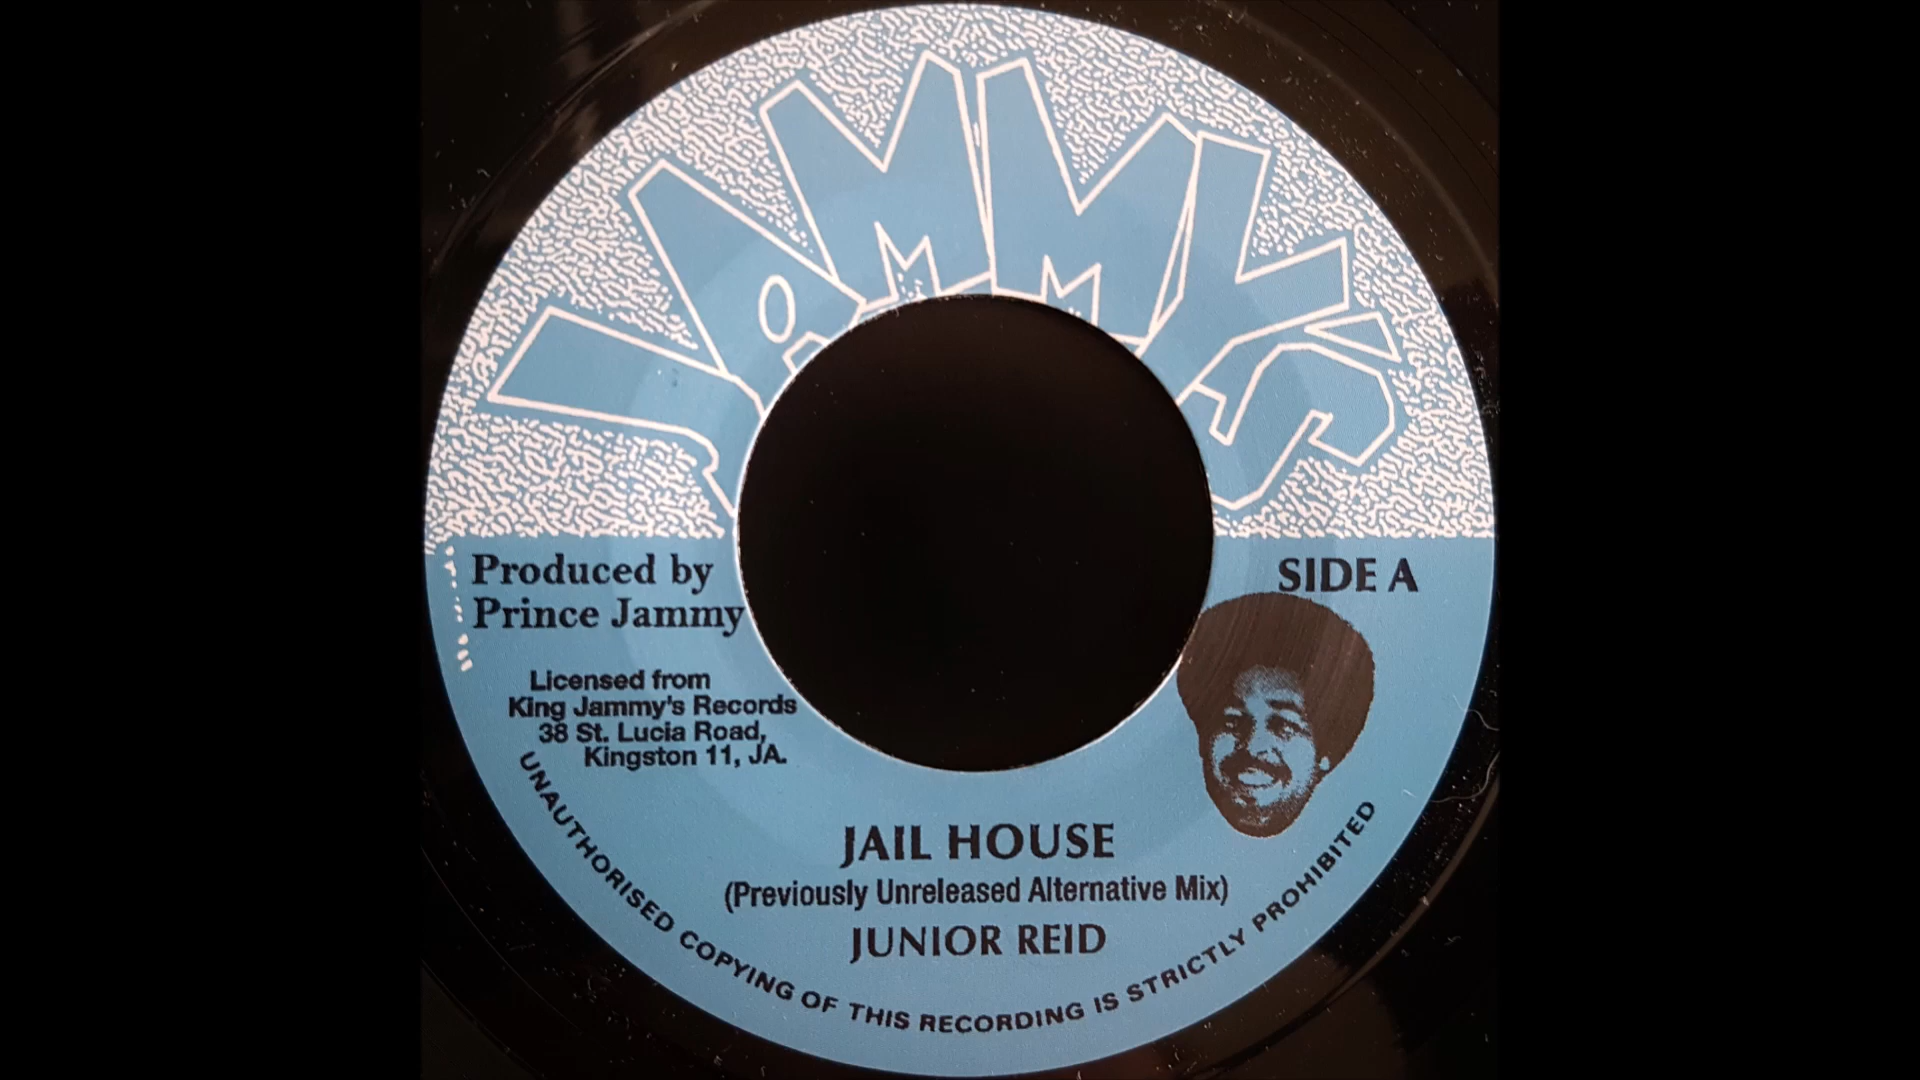 JAMMY'S
Produced by
Prince Jammy
SIDE A
Licensed from
King Jammy's Records
38 St. Lucia Road,
Kingston 11, JA.
JAIL HOUSE
(Previously Unreleased Alternative Mix)
JUNIOR REID
UNAUTHORISED COPYING OF THIS RECORDING IS STRICTLY PROHIBITED